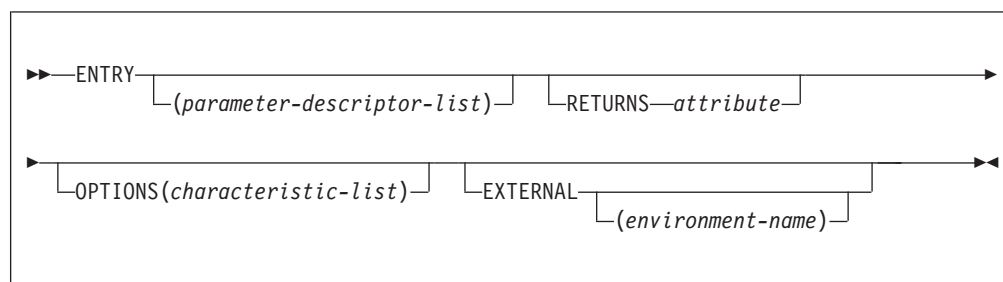 ENTRY
(parameter-descriptor-list)
RETURNS attribute
OPTIONS(characteristic-list)
EXTERNAL
(environment-name)